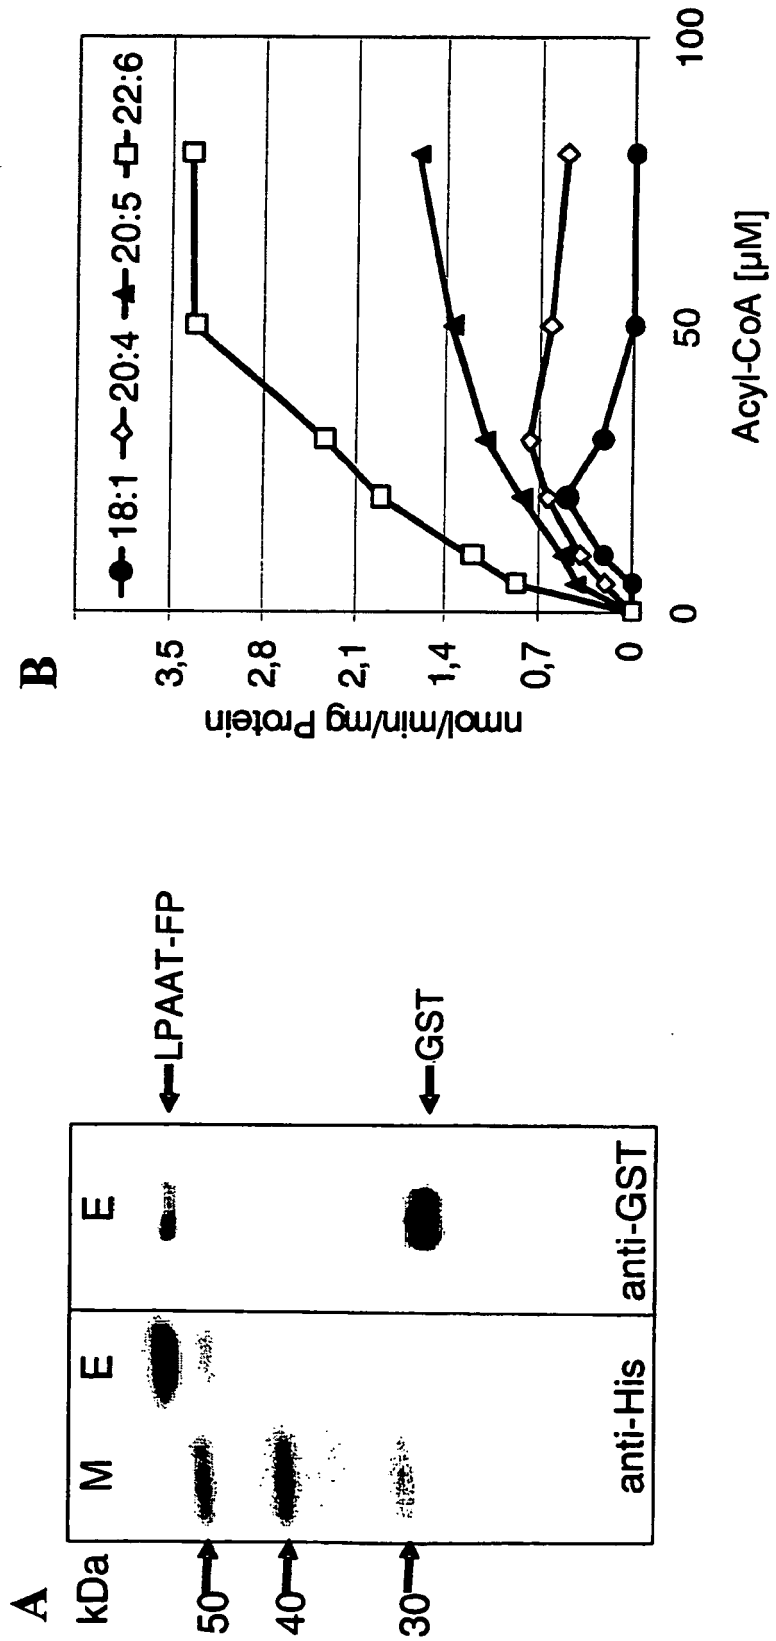 A
kDa
M E E
50
40
30
LPAAT-FP
GST
anti-His anti-GST
B
18:1 20:4 20:5 22:6
3,5
2,8
2,1
1,4
0,7
0
nmol/min/mg Protein
0 50 100
Acyl-CoA [µM]